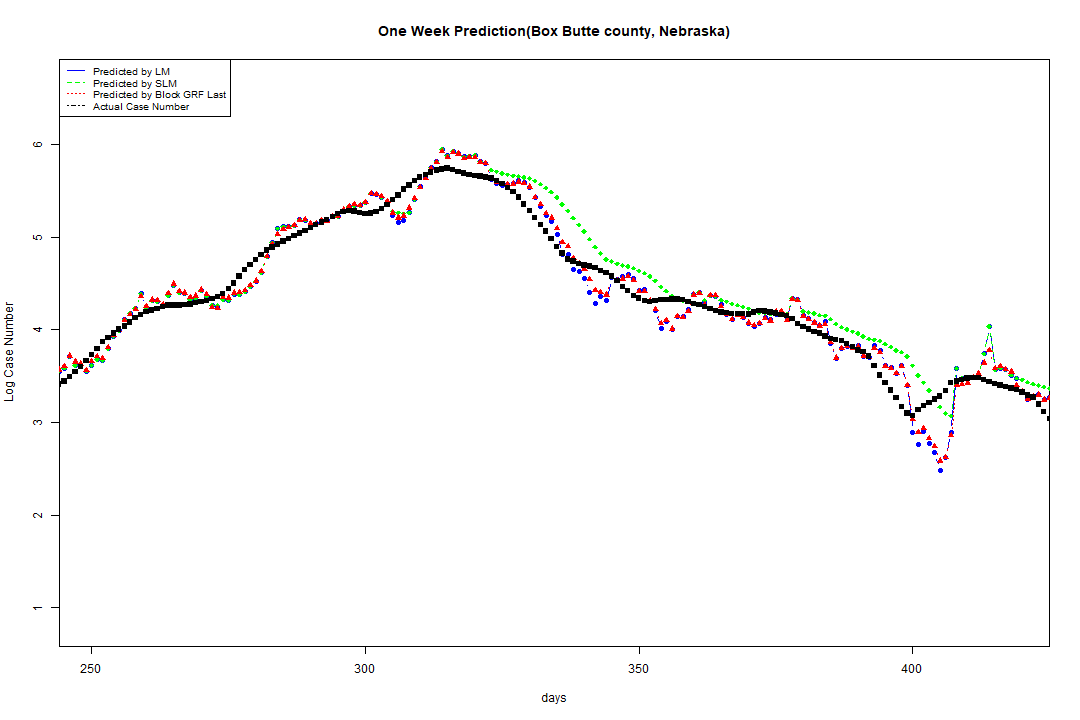 One Week Prediction(Box Butte county, Nebraska)
Predicted by LM
Predicted by SLM
Predicted by Block GRF Last
Actual Case Number
6
5
4
3
2
1
Log Case Number
250 300 350 400
days